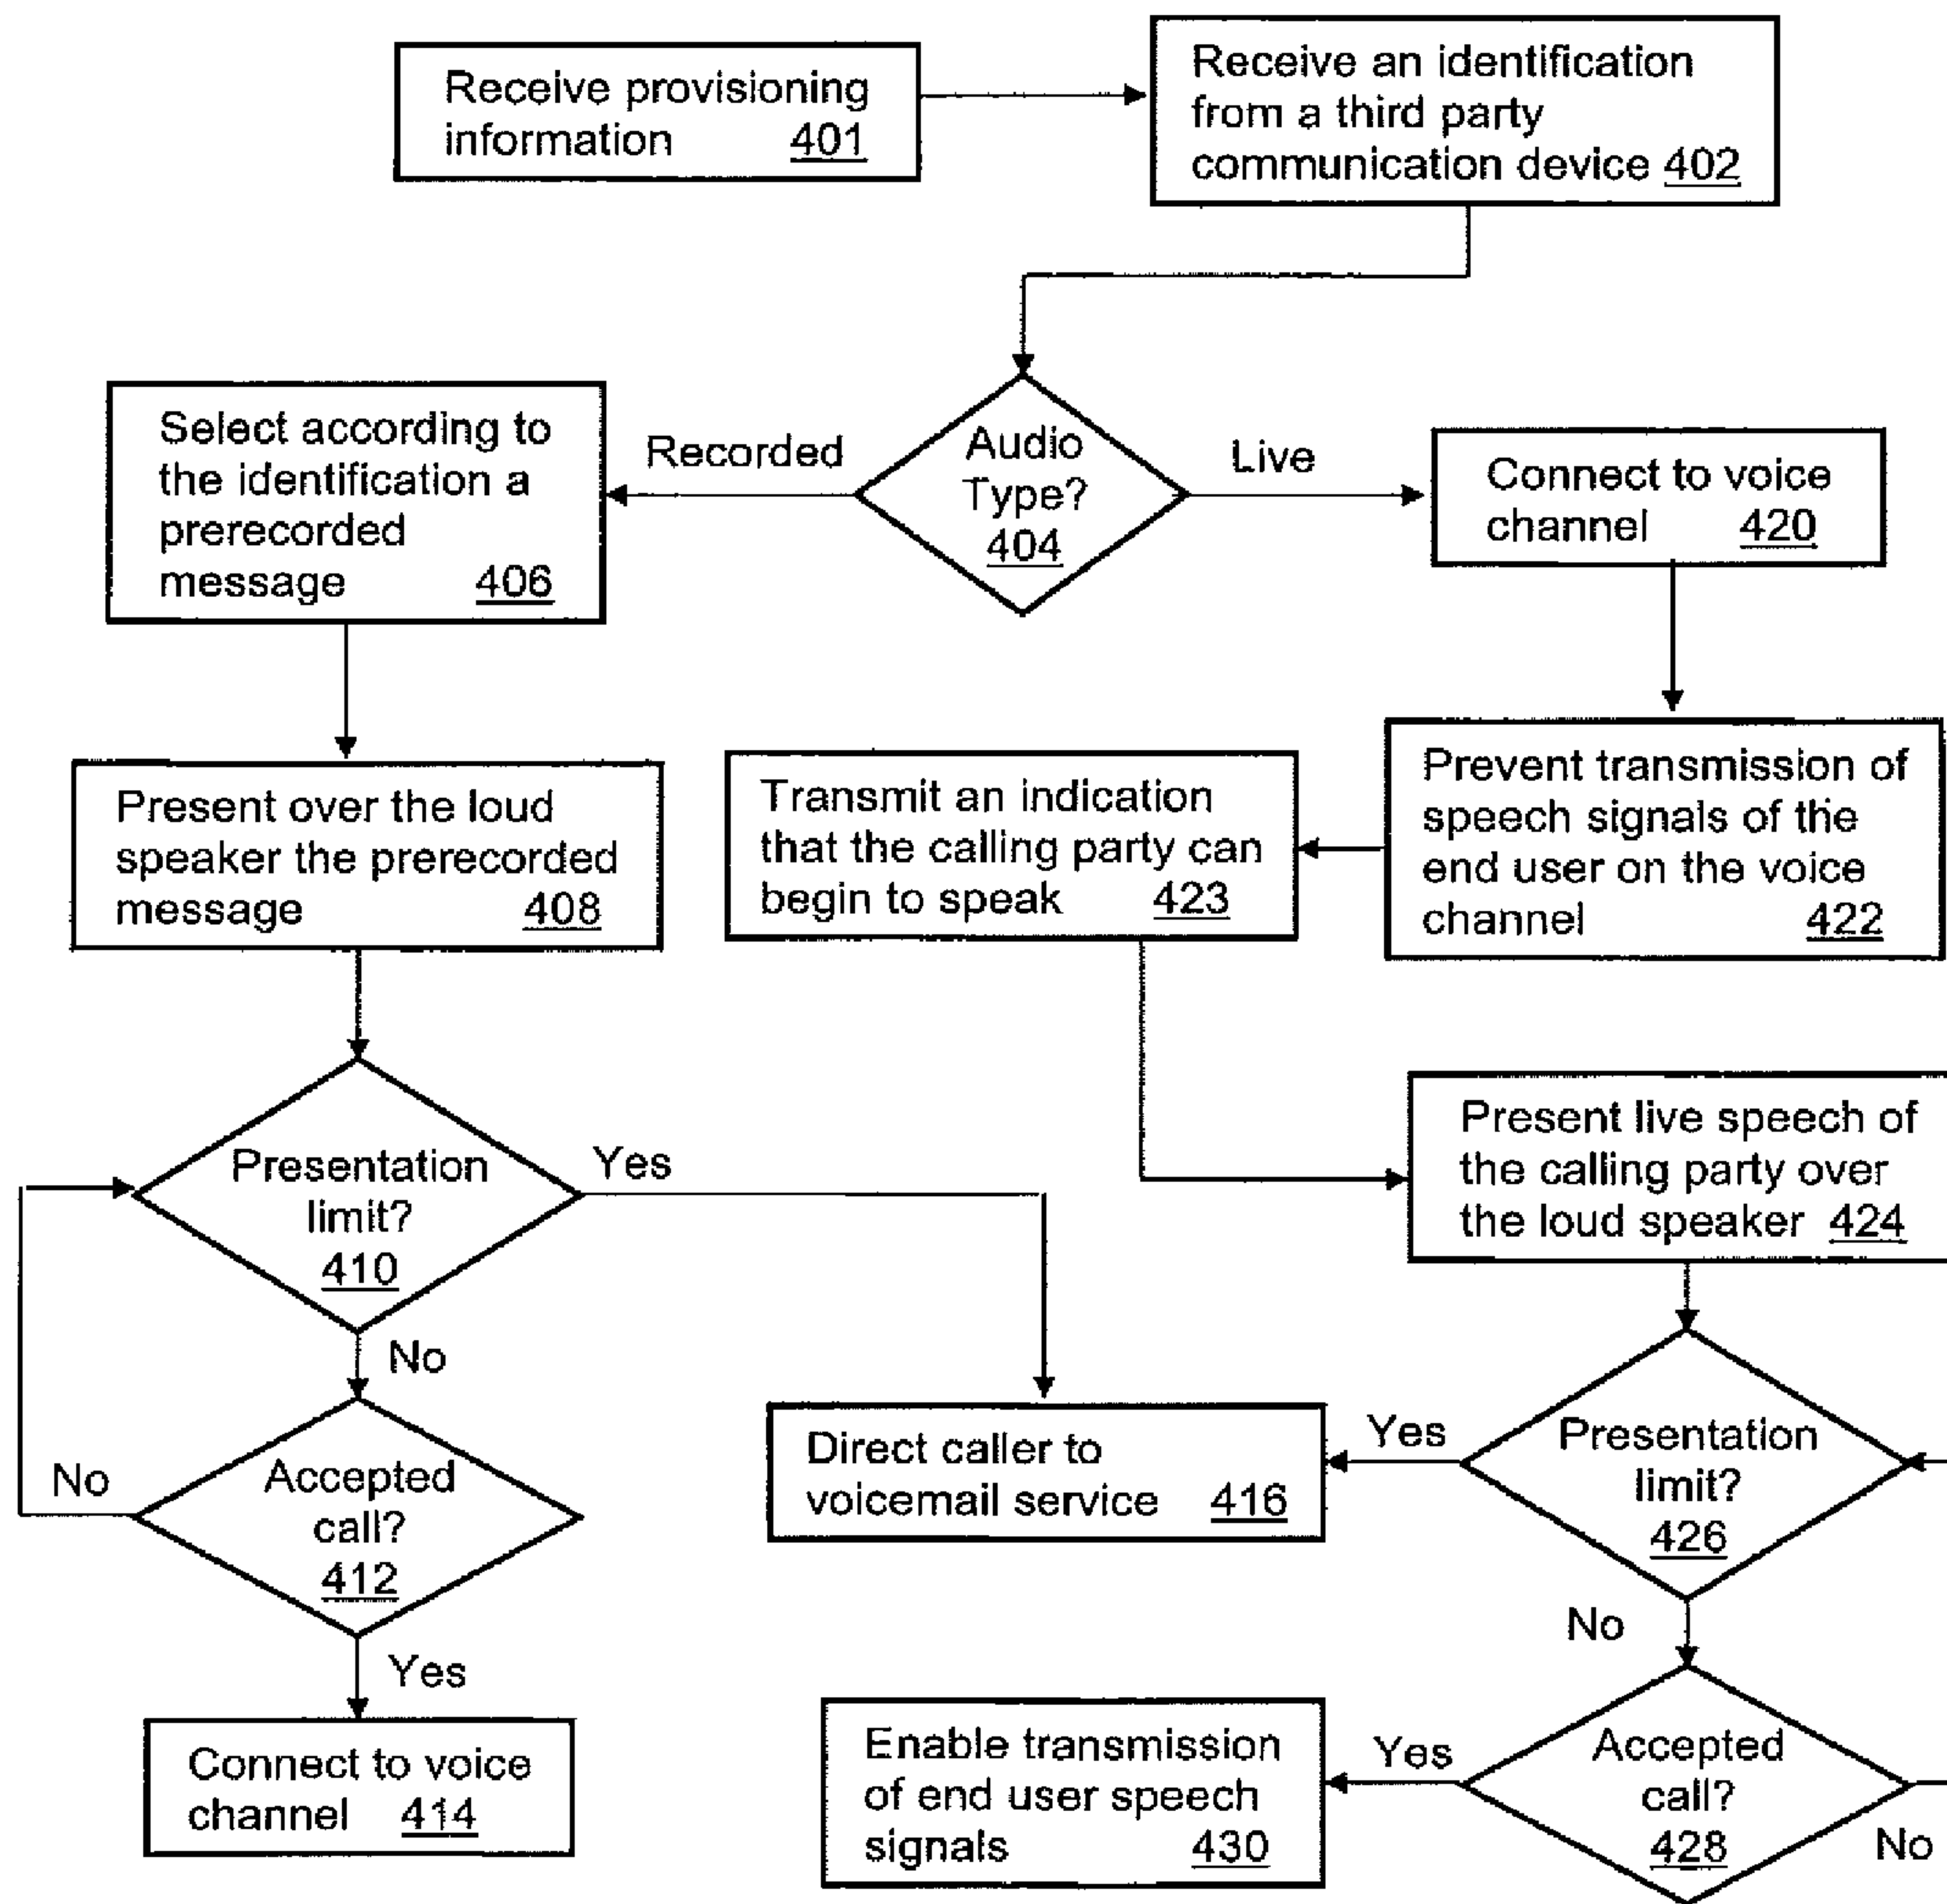 Receive provisioning
information 401
Receive an identification
from a third party
communication device 402
Audio
Type?
404
Recorded
Live
Select according to
the identification a
prerecorded
message 406
Connect to voice
channel 420
Present over the loud
speaker the prerecorded
message 408
Transmit an indication
that the calling party can
begin to speak 423
Prevent transmission of
speech signals of the
end user on the voice
channel 422
Presentation
limit?
410
Yes
No
Present live speech of
the calling party over
the loud speaker 424
Accepted
call?
412
No
Yes
Direct caller to
voicemail service 416
Yes
Presentation
limit?
426
No
Connect to voice
channel 414
Enable transmission
of end user speech
signals 430
Yes
Accepted
call?
428
No